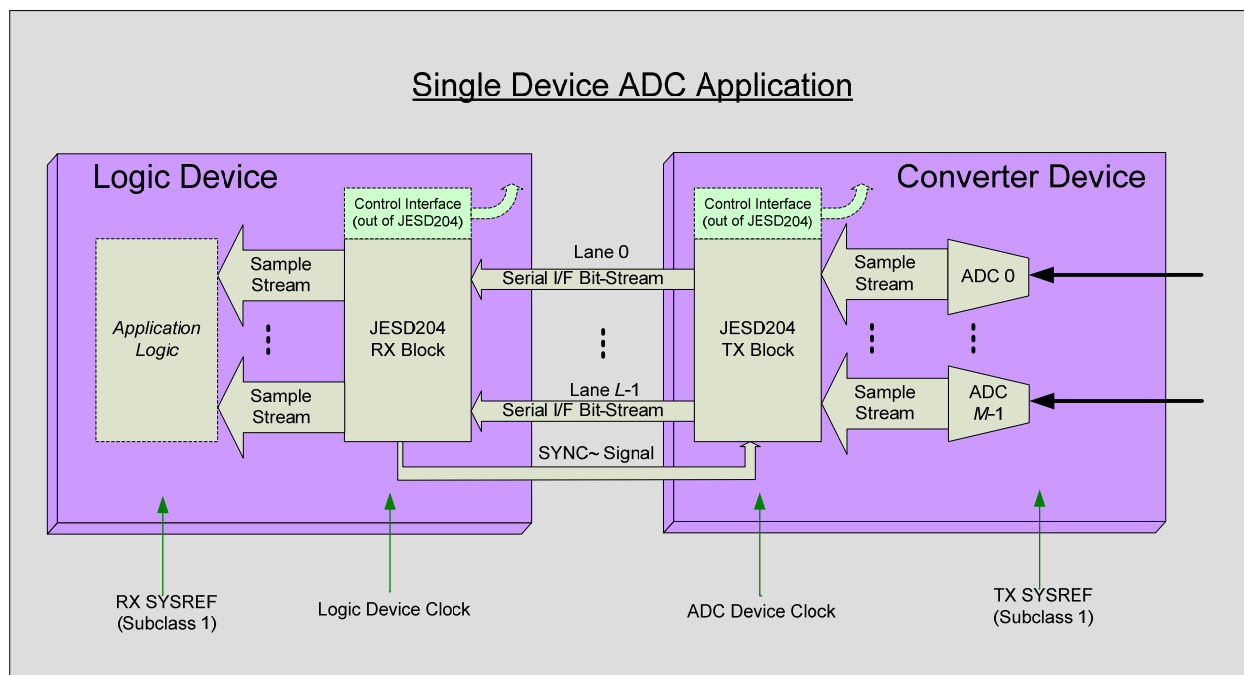 Single Device ADC Application
Logic Device
Converter Device
Control Interface
(out of JESD204)
Control Interface
(out of JESD204)
Lane 0
Serial I/F Bit-Stream
Sample
Stream
Sample
Stream
ADC 0
Application
Logic
JESD204
RX Block
JESD204
TX Block
Lane L-1
Serial I/F Bit-Stream
Sample
Stream
Sample
Stream
ADC
M-1
SYNC~ Signal
RX SYSREF
(Subclass 1)
Logic Device Clock
ADC Device Clock
TX SYSREF
(Subclass 1)